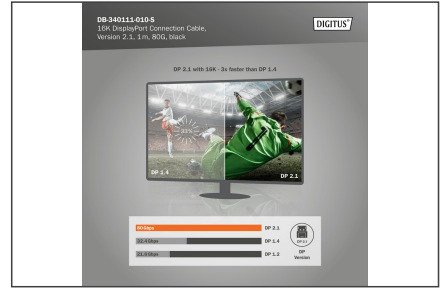 DB-340111-010-S
16K DisplayPort Connection Cable,
Version 2.1, 1m, 80G, black
DIGITUS®
DP 2.1 with 16K - 3x faster than DP 1.4
DP 1.4
DP 2.1
80Gbps
DP 2.1
32.4Gbps
DP 1.4
21.6Gbps
DP 1.2
DP 2.1
DP
Version